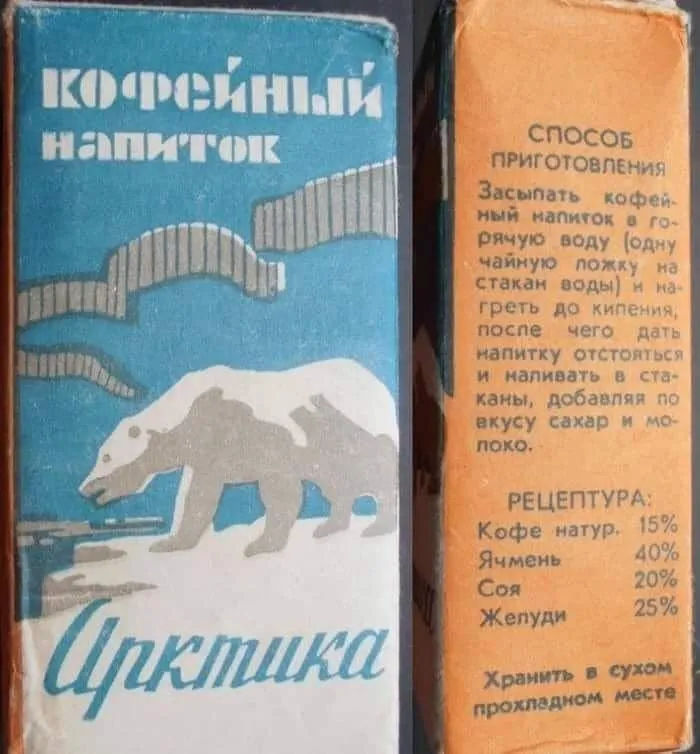 КОФЕЙНЫЙ
напиток
Арктика
СПОСОБ
ПРИГОТОВЛЕНИЯ
Засыпать кофей-
ный напиток в го-
рячую воду (одну
чайную ложку на
стакан воды) и на-
греть до кипения,
после чего дать
напитку отстояться
и наливать в ста-
каны, добавляя по
вкусу сахар и мо-
локо.
РЕЦЕПТУРА:
Кофе натур. 15%
Ячмень 40%
Соя 20%
Желуди 25%
Хранить в сухом
прохладном месте